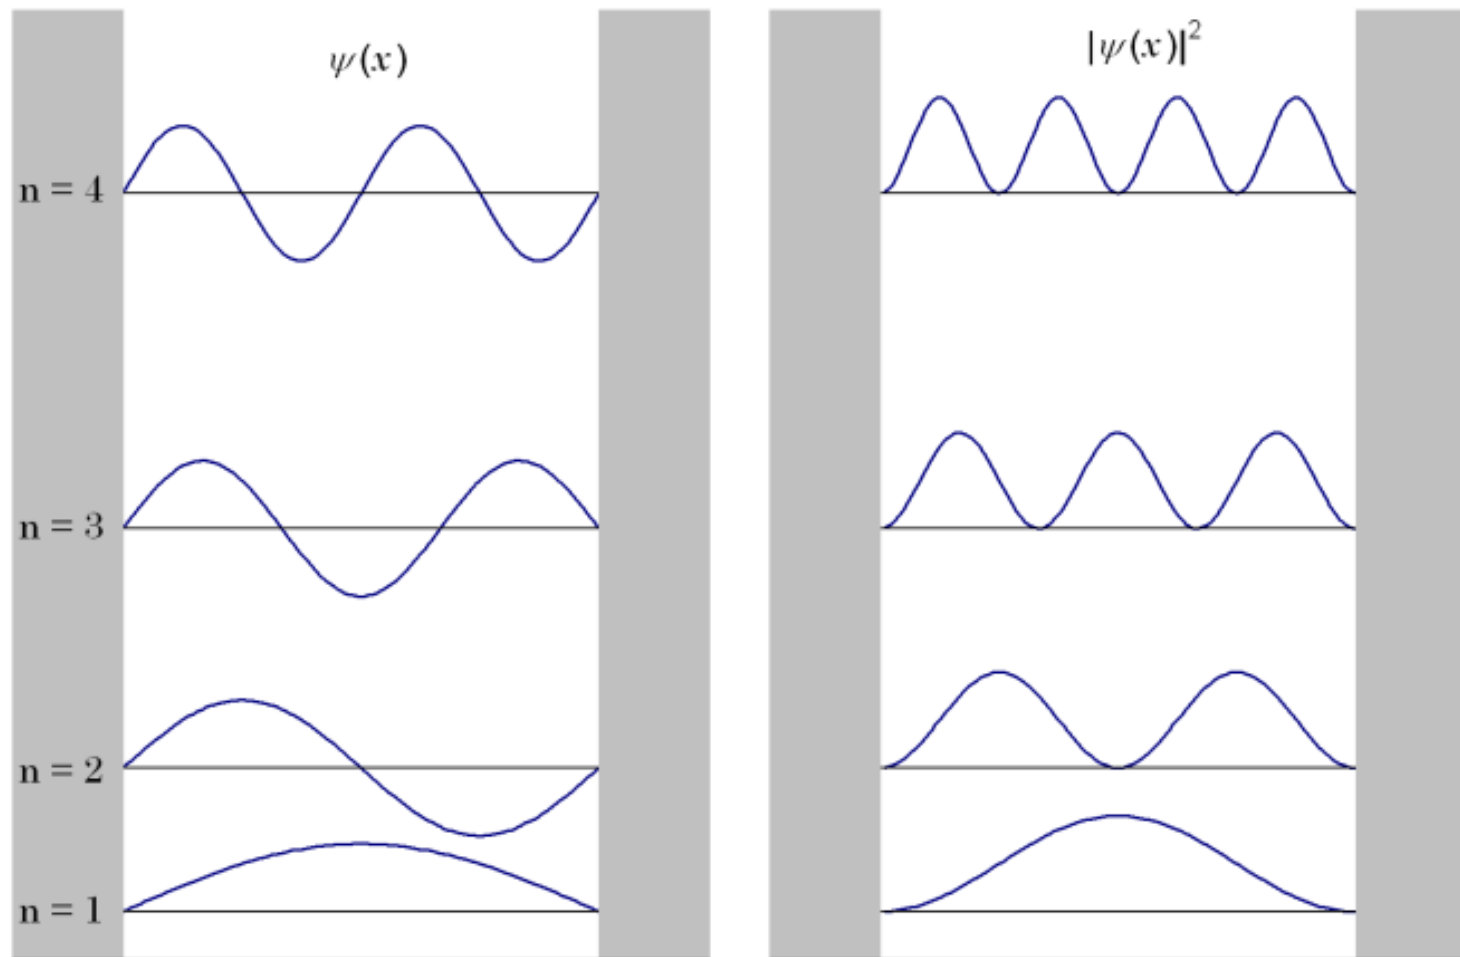 ψ(x)
|ψ(x)|²
n = 4
n = 3
n = 2
n = 1